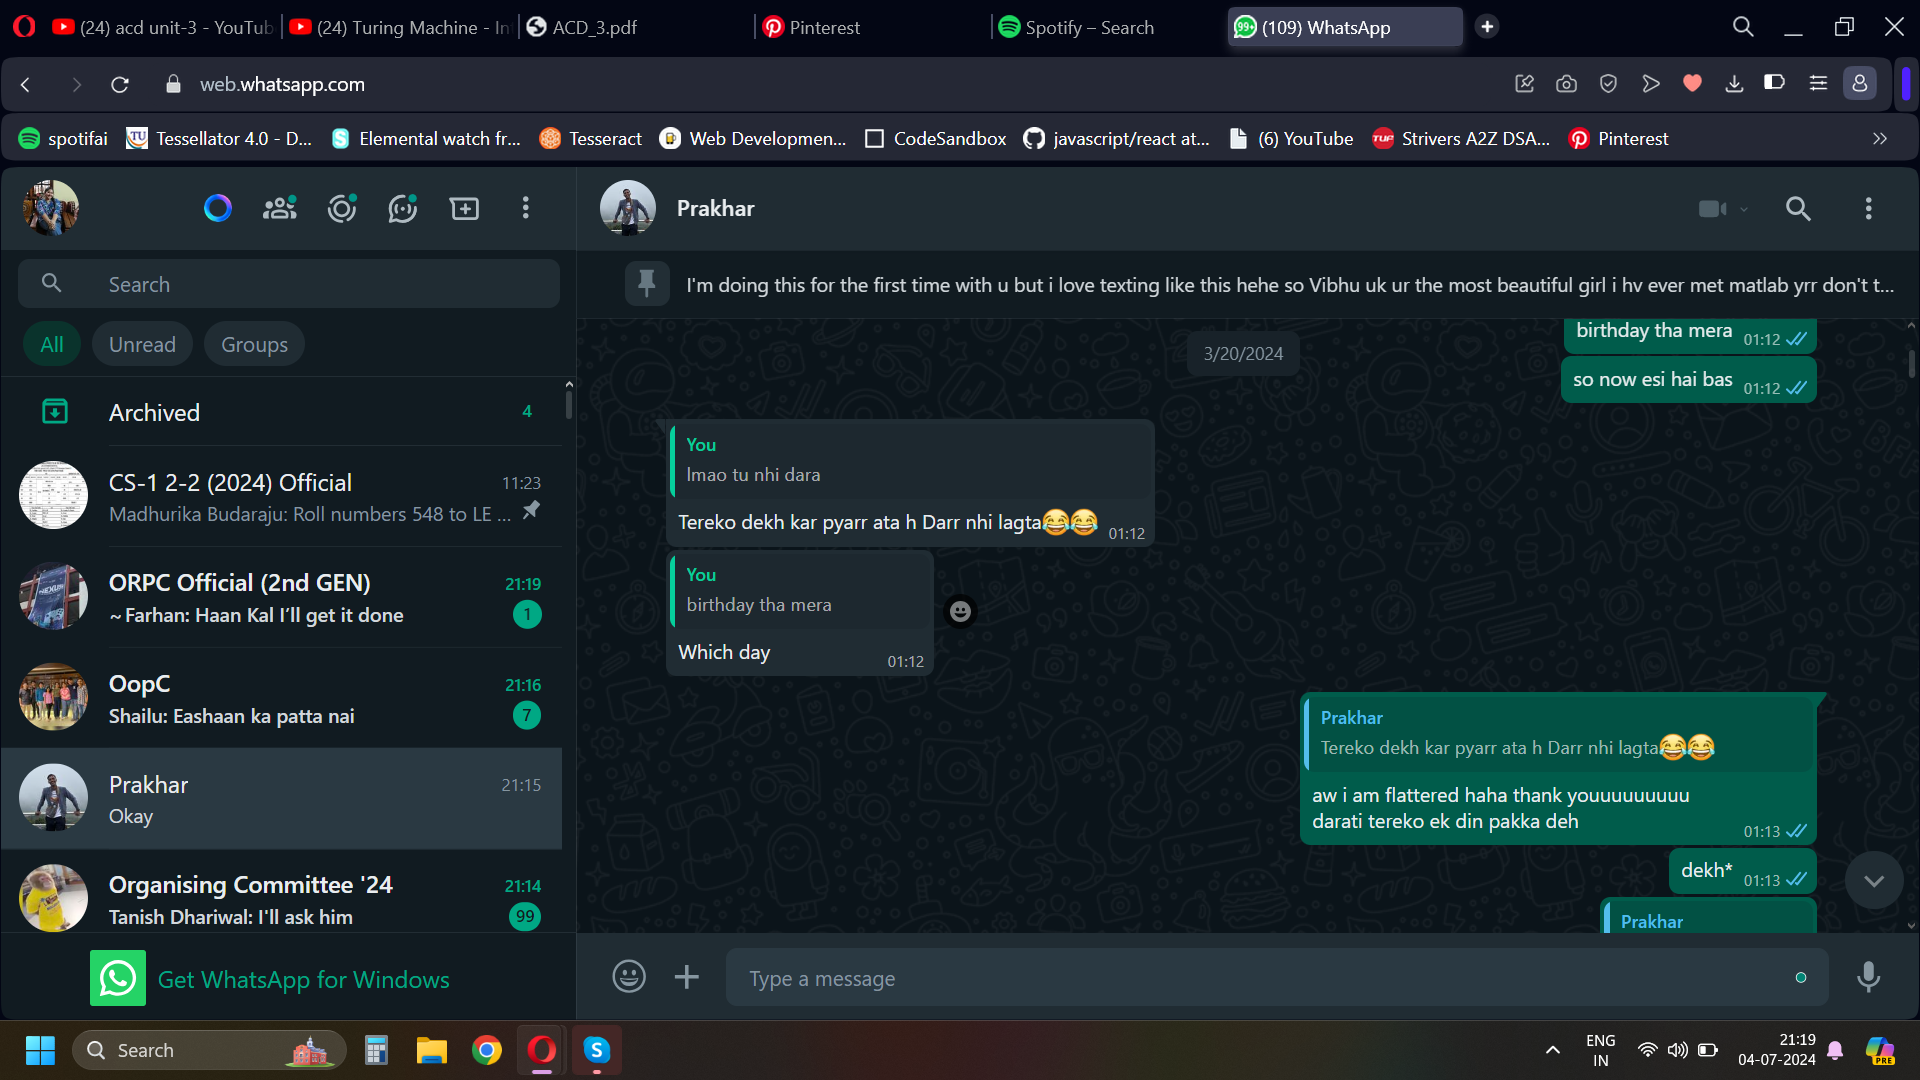 (24) acd unit-3 - YouTub
(24) Turing Machine - In
ACD_3.pdf
Pinterest
Spotify – Search
(109) WhatsApp
web.whatsapp.com
spotifai
Tessellator 4.0 - D...
Elemental watch fr...
Tesseract
Web Developmen...
CodeSandbox
javascript/react at...
(6) YouTube
Strivers A2Z DSA...
Pinterest
Search
All
Unread
Groups
Archived
4
CS-1 2-2 (2024) Official
11:23
Madhurika Budaraju: Roll numbers 548 to LE ...
ORPC Official (2nd GEN)
21:19
~ Farhan: Haan Kal I’ll get it done
1
OopC
21:16
Shailu: Eashaan ka patta nai
7
Prakhar
21:15
Okay
Organising Committee '24
21:14
Tanish Dhariwal: I'll ask him
99
Get WhatsApp for Windows
Prakhar
I'm doing this for the first time with u but i love texting like this hehe so Vibhu uk ur the most beautiful girl i hv ever met matlab yrr don't t...
3/20/2024
birthday tha mera 01:12
so now esi hai bas 01:12
You
lmao tu nhi dara
Tereko dekh kar pyarr ata h Darr nhi lagta😂😂 01:12
You
birthday tha mera
Which day 01:12
Prakhar
Tereko dekh kar pyarr ata h Darr nhi lagta😂😂
aw i am flattered haha thank youuuuuuuuu
darati tereko ek din pakka deh 01:13
dekh* 01:13
Prakhar
Type a message
Search
ENG
IN
21:19
04-07-2024
PRE